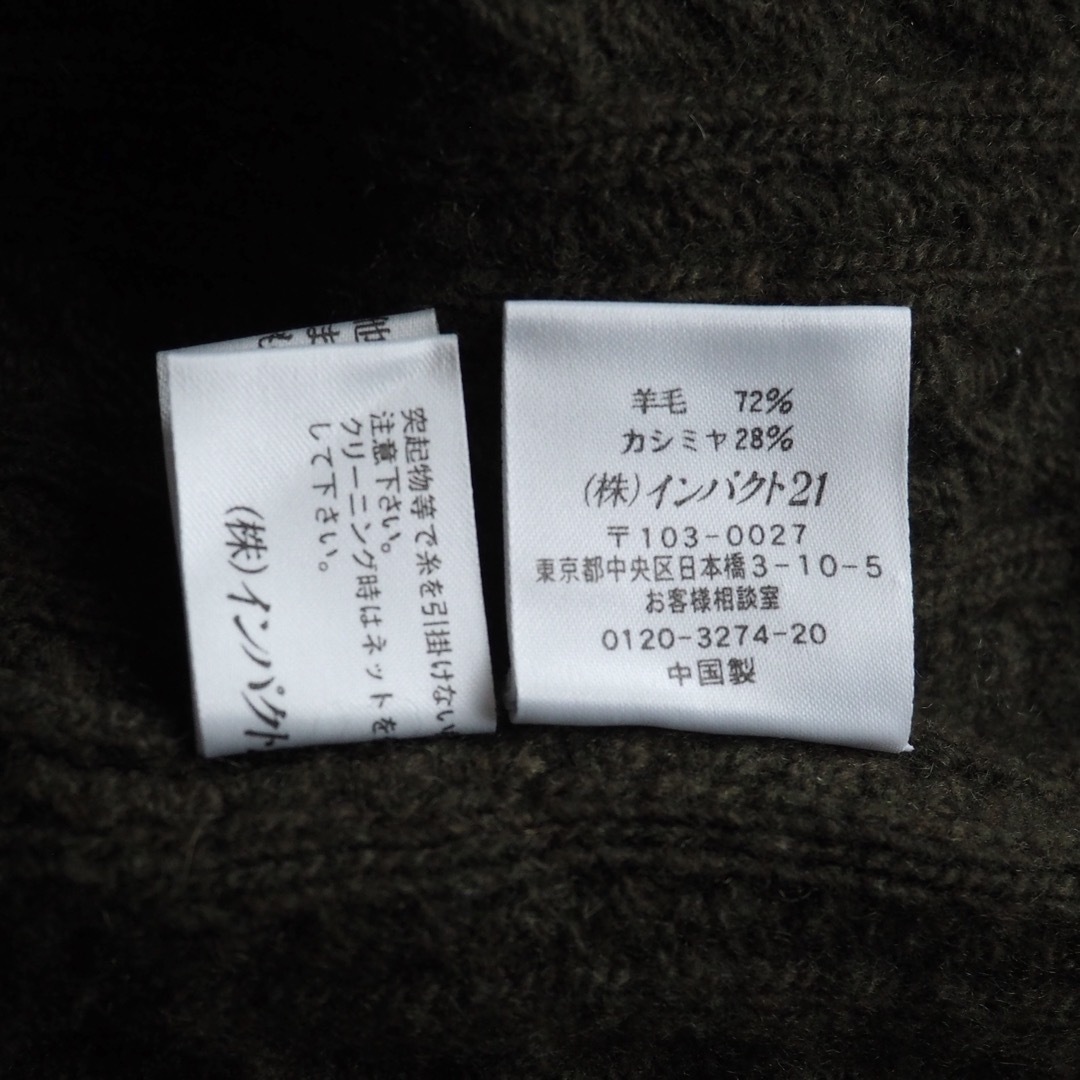 突起物等で糸を引掛けない
注意下さい。
クリーニング時はネットを
して下さい。
(株)インパクト
羊毛 72%
カシミヤ 28%
(株)インパクト21
〒103-0027
東京都中央区日本橋3-10-5
お客様相談室
0120-3274-20
中国製